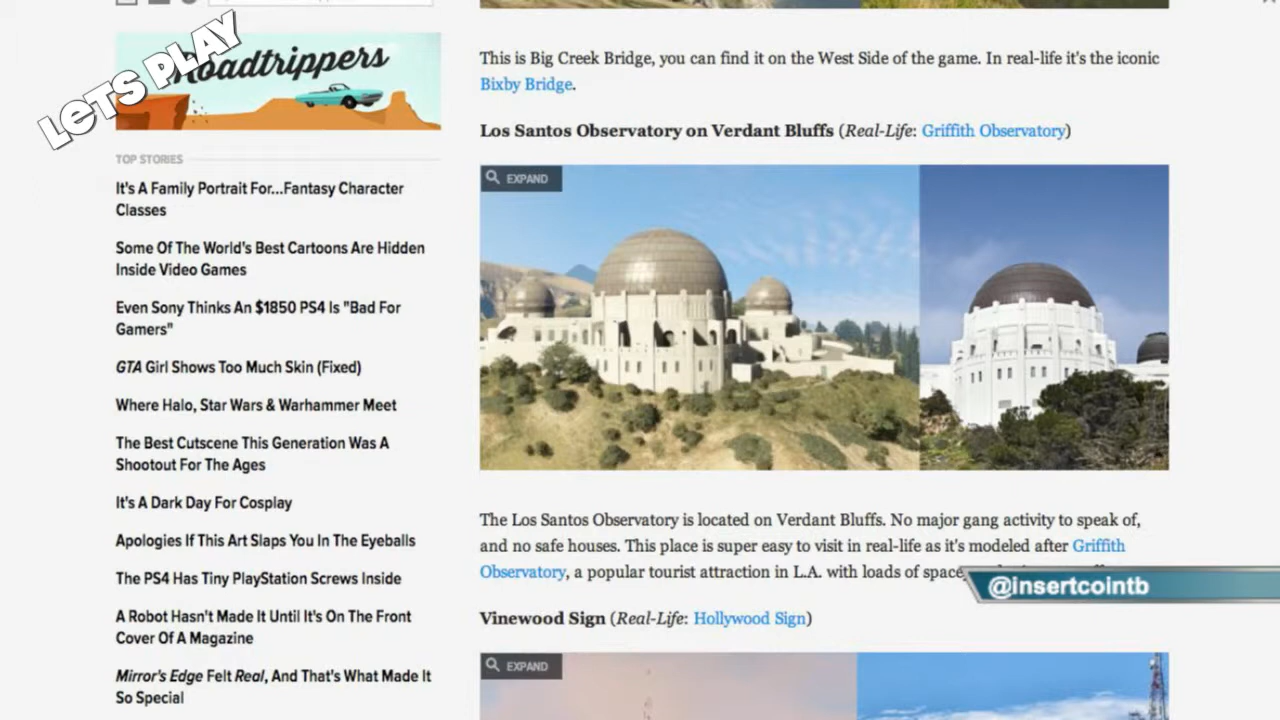 LETS PLAY
Roadtrippers
TOP STORIES
It's A Family Portrait For...Fantasy Character
Classes
Some Of The World's Best Cartoons Are Hidden
Inside Video Games
Even Sony Thinks An $1850 PS4 Is "Bad For
Gamers"
GTA Girl Shows Too Much Skin (Fixed)
Where Halo, Star Wars & Warhammer Meet
The Best Cutscene This Generation Was A
Shootout For The Ages
It's A Dark Day For Cosplay
Apologies If This Art Slaps You In The Eyeballs
The PS4 Has Tiny PlayStation Screws Inside
A Robot Hasn't Made It Until It's On The Front
Cover Of A Magazine
Mirror's Edge Felt Real, And That's What Made It
So Special
This is Big Creek Bridge, you can find it on the West Side of the game. In real-life it's the iconic
Bixby Bridge.
Los Santos Observatory on Verdant Bluffs (Real-Life: Griffith Observatory)
EXPAND
The Los Santos Observatory is located on Verdant Bluffs. No major gang activity to speak of,
and no safe houses. This place is super easy to visit in real-life as it's modeled after Griffith
Observatory, a popular tourist attraction in L.A. with loads of space
@insertcointb
Vinewood Sign (Real-Life: Hollywood Sign)
EXPAND